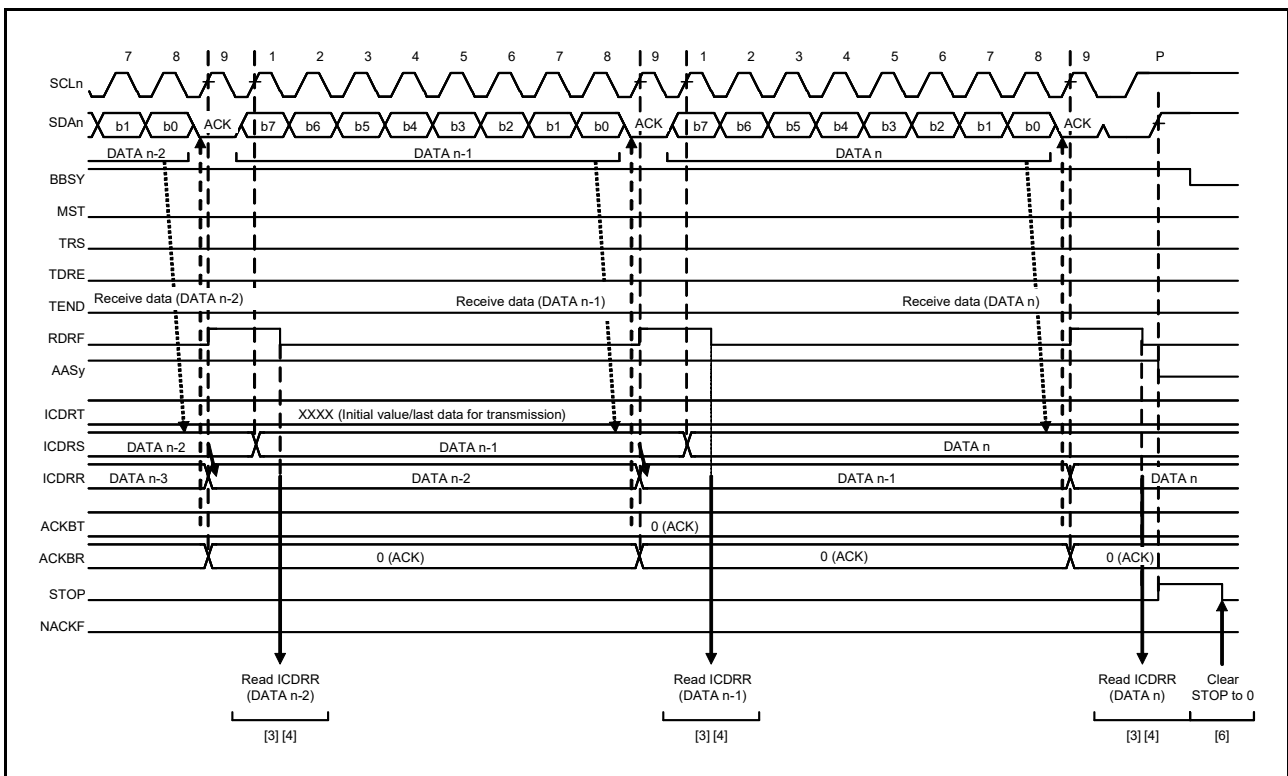 7 8 9 1 2 3 4 5 6 7 8 9 1 2 3 4 5 6 7 8 9 P
SCLn
SDAn b1 b0 ACK b7 b6 b5 b4 b3 b2 b1 b0 ACK b7 b6 b5 b4 b3 b2 b1 b0 ACK
DATA n-2 DATA n-1 DATA n
BBSY
MST
TRS
TDRE
TEND
Receive data (DATA n-2) Receive data (DATA n-1) Receive data (DATA n)
RDRF
AASy
ICDRT XXXX (Initial value/last data for transmission)
ICDRS DATA n-2 DATA n-1 DATA n
ICDRR DATA n-3 DATA n-2 DATA n-1 DATA n
ACKBT 0 (ACK)
ACKBR 0 (ACK) 0 (ACK) 0 (ACK)
STOP
NACKF
Read ICDRR
(DATA n-2)
[3] [4]
Read ICDRR
(DATA n-1)
[3] [4]
Read ICDRR
(DATA n)
[3] [4]
Clear
STOP to 0
[6]